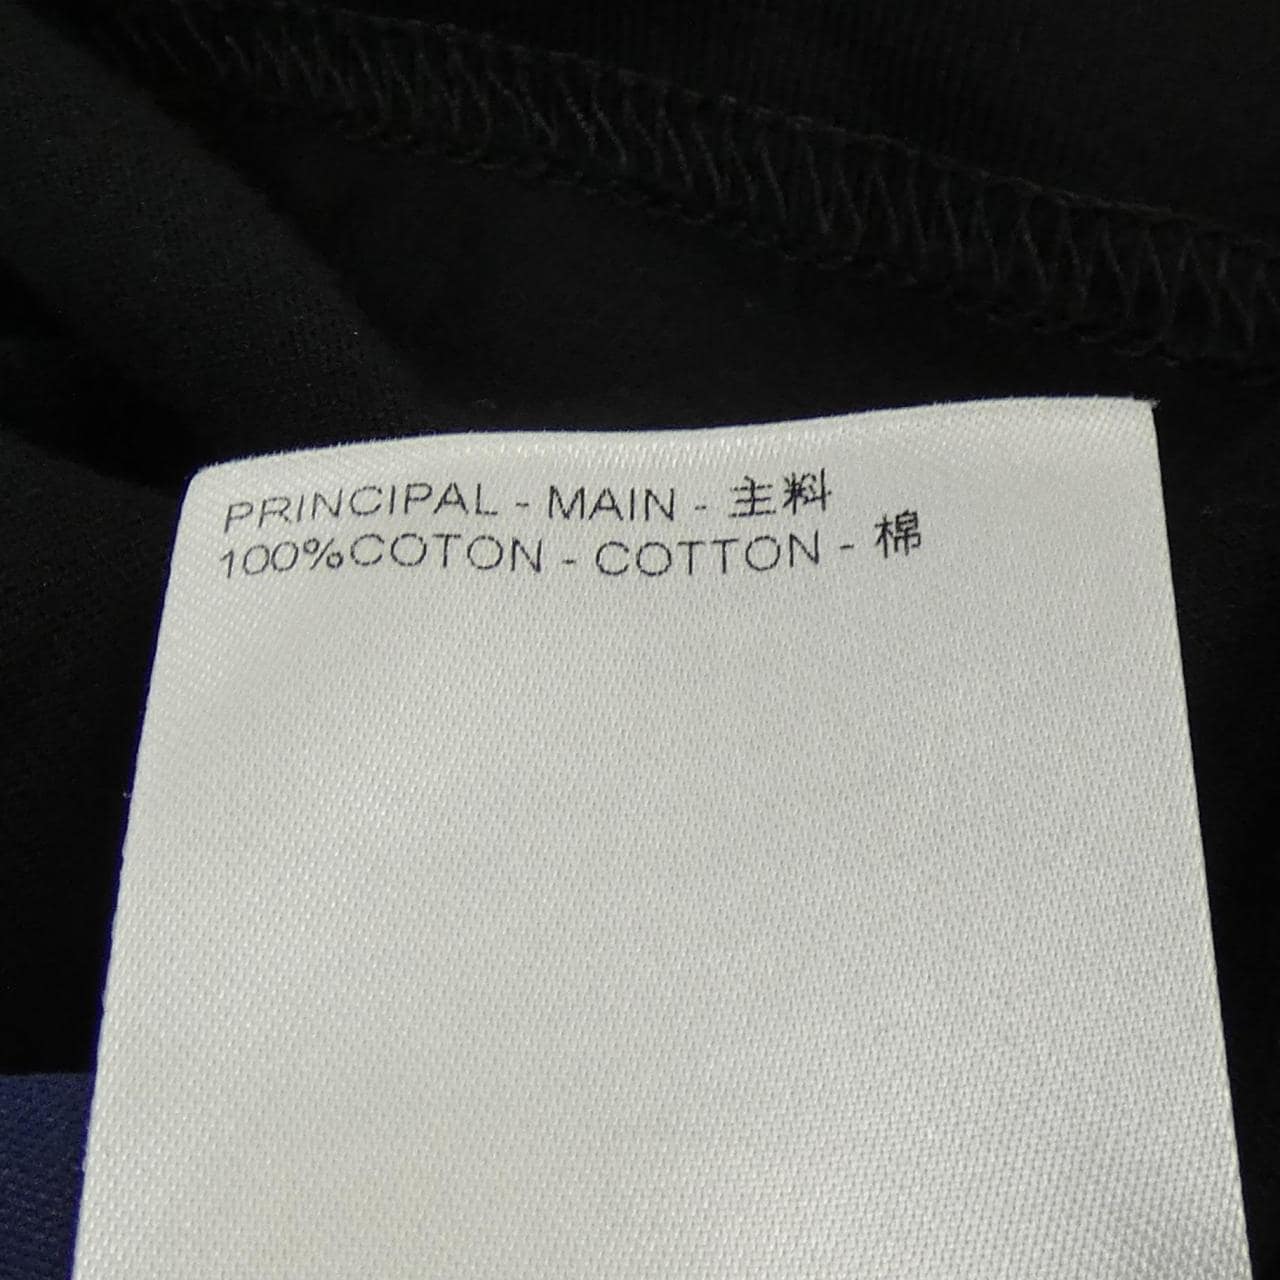 PRINCIPAL - MAIN - 主料
100%COTON - COTTON - 棉